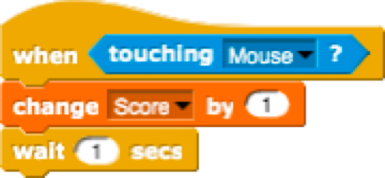 when touching Mouse ?
change Score by 1
wait 1 secs